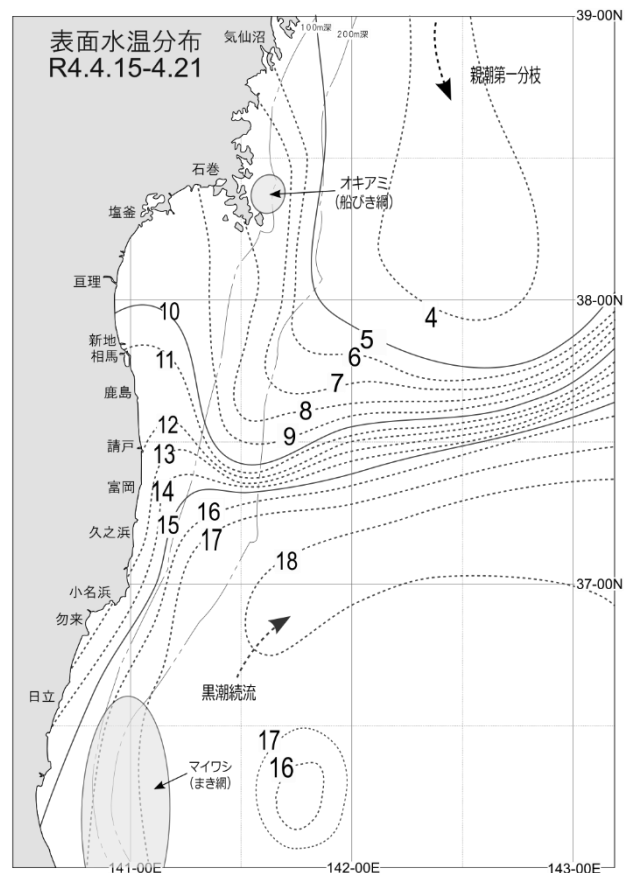 表面水温分布
R4.4.15-4.21
気仙沼
100m深
200m深
39-00N
親潮第一分枝
石巻
オキアミ
(船びき網)
塩釜
亘理
38-00N
10
4
5
新地
相馬
11
6
7
鹿島
8
12
9
請戸
13
富岡
14
15
16
久之浜
17
18
37-00N
小名浜
勿来
黒潮続流
日立
17
16
マイワシ
(まき網)
141-00E
142-00E
143-00E